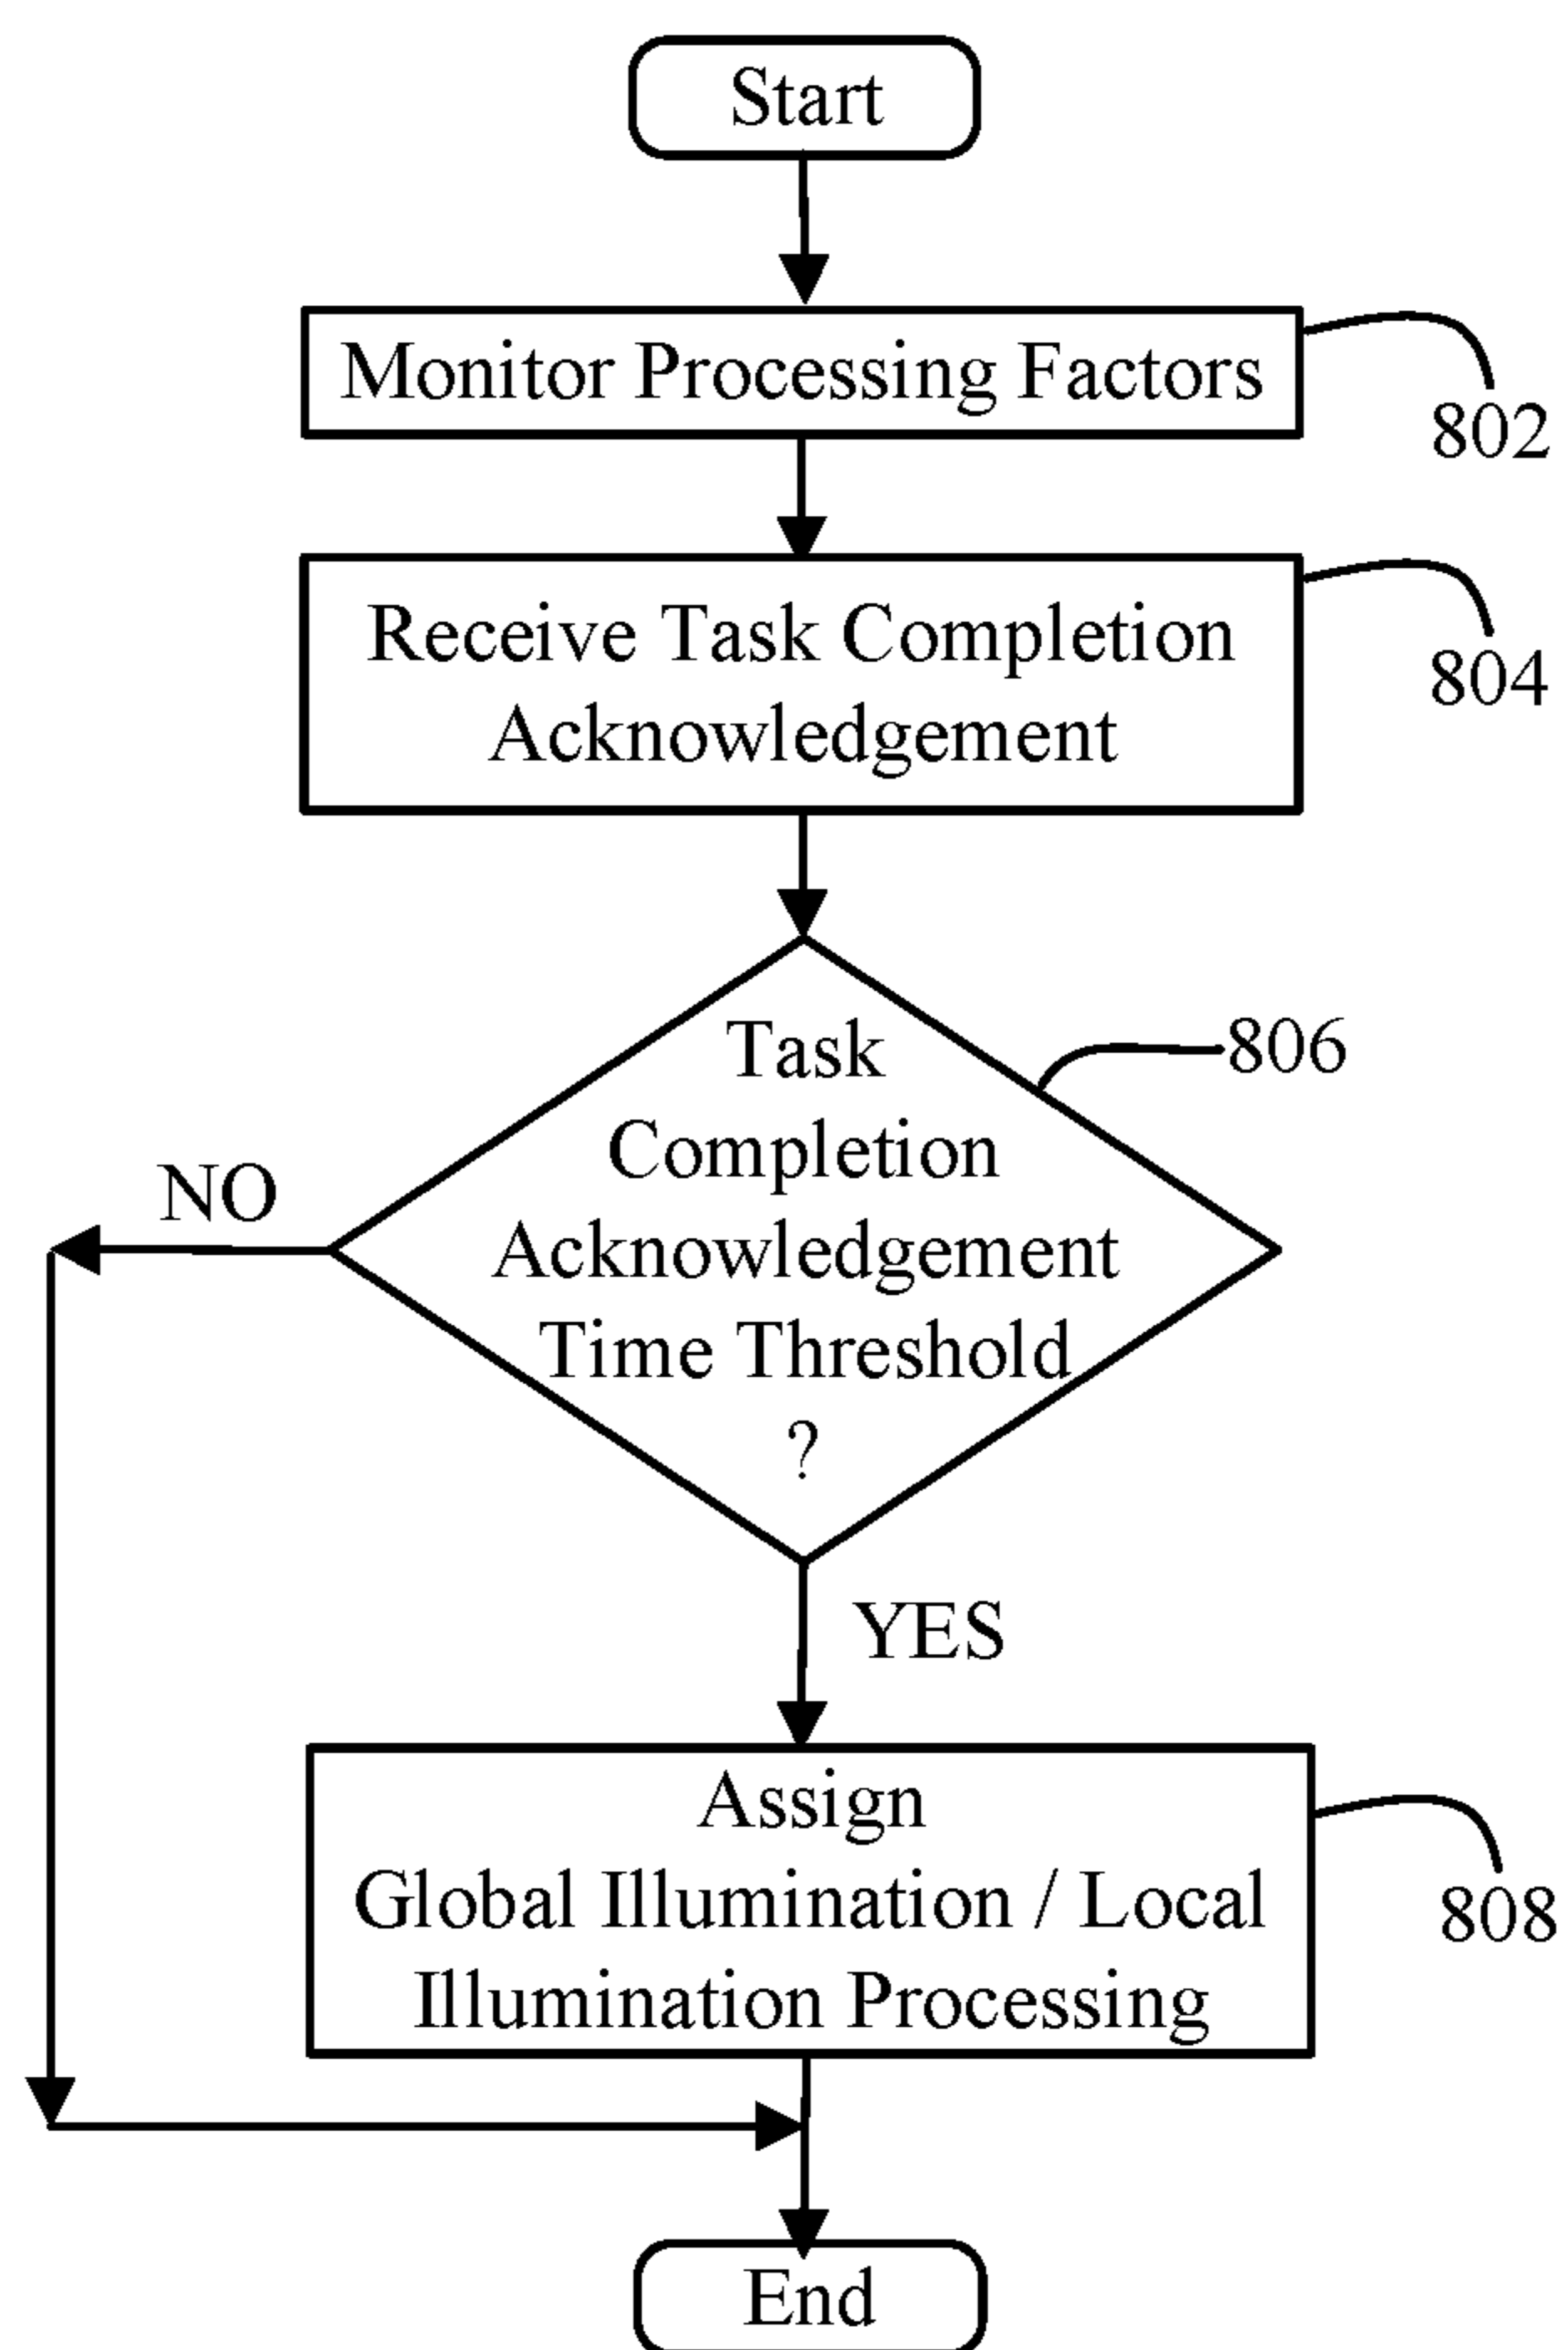 Start
Monitor Processing Factors
802
Receive Task Completion
Acknowledgement
804
Task
Completion
Acknowledgement
Time Threshold
?
806
NO
YES
Assign
Global Illumination / Local
Illumination Processing
808
End